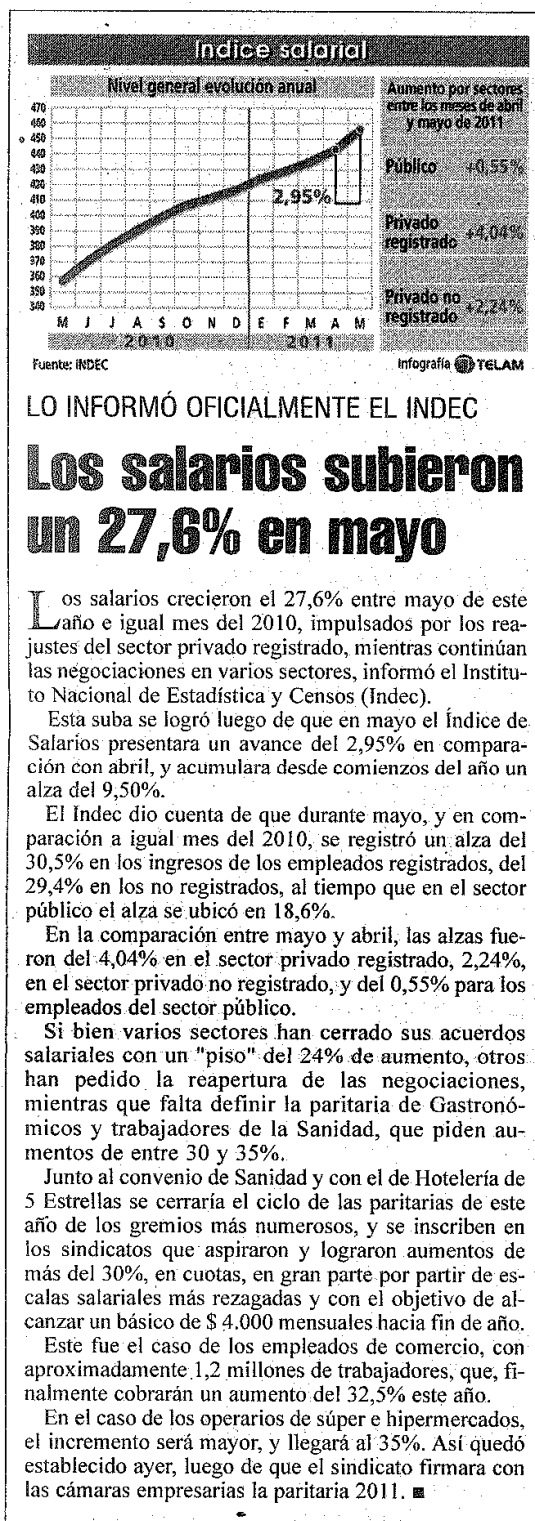 Indice salarial
Nivel general evolución anual
470
460
450
440
430
420
410
400
390
380
370
360
350
340
2,95%
M J J A S O N D E F M A M
2010 2011
Aumento por sectores
entre los meses de abril
y mayo de 2011
Público +0,55%
Privado
registrado +4,04%
Privado no
registrado +2,24%
Fuente: INDEC
Infografía TELAM
LO INFORMÓ OFICIALMENTE EL INDEC
Los salarios subieron
un 27,6% en mayo
Los salarios crecieron el 27,6% entre mayo de este
año e igual mes del 2010, impulsados por los rea-
justes del sector privado registrado, mientras continúan
las negociaciones en varios sectores, informó el Institu-
to Nacional de Estadística y Censos (Indec).
Esta suba se logró luego de que en mayo el Índice de
Salarios presentara un avance del 2,95% en compara-
ción con abril, y acumulara desde comienzos del año un
alza del 9,50%.
El Indec dio cuenta de que durante mayo, y en com-
paración a igual mes del 2010, se registró un alza del
30,5% en los ingresos de los empleados registrados, del
29,4% en los no registrados, al tiempo que en el sector
público el alza se ubicó en 18,6%.
En la comparación entre mayo y abril, las alzas fue-
ron del 4,04% en el sector privado registrado, 2,24%,
en el sector privado no registrado, y del 0,55% para los
empleados del sector público.
Si bien varios sectores han cerrado sus acuerdos
salariales con un "piso" del 24% de aumento, otros
han pedido la reapertura de las negociaciones,
mientras que falta definir la paritaria de Gastronó-
micos y trabajadores de la Sanidad, que piden au-
mentos de entre 30 y 35%.
Junto al convenio de Sanidad y con el de Hotelería de
5 Estrellas se cerraría el ciclo de las paritarias de este
año de los gremios más numerosos, y se inscriben en
los sindicatos que aspiraron y lograron aumentos de
más del 30%, en cuotas, en gran parte por partir de es-
calas salariales más rezagadas y con el objetivo de al-
canzar un básico de $ 4.000 mensuales hacia fin de año.
Este fue el caso de los empleados de comercio, con
aproximadamente 1,2 millones de trabajadores, que, fi-
nalmente cobrarán un aumento del 32,5% este año.
En el caso de los operarios de súper e hipermercados,
el incremento será mayor, y llegará al 35%. Así quedó
establecido ayer, luego de que el sindicato firmara con
las cámaras empresarias la paritaria 2011. ■